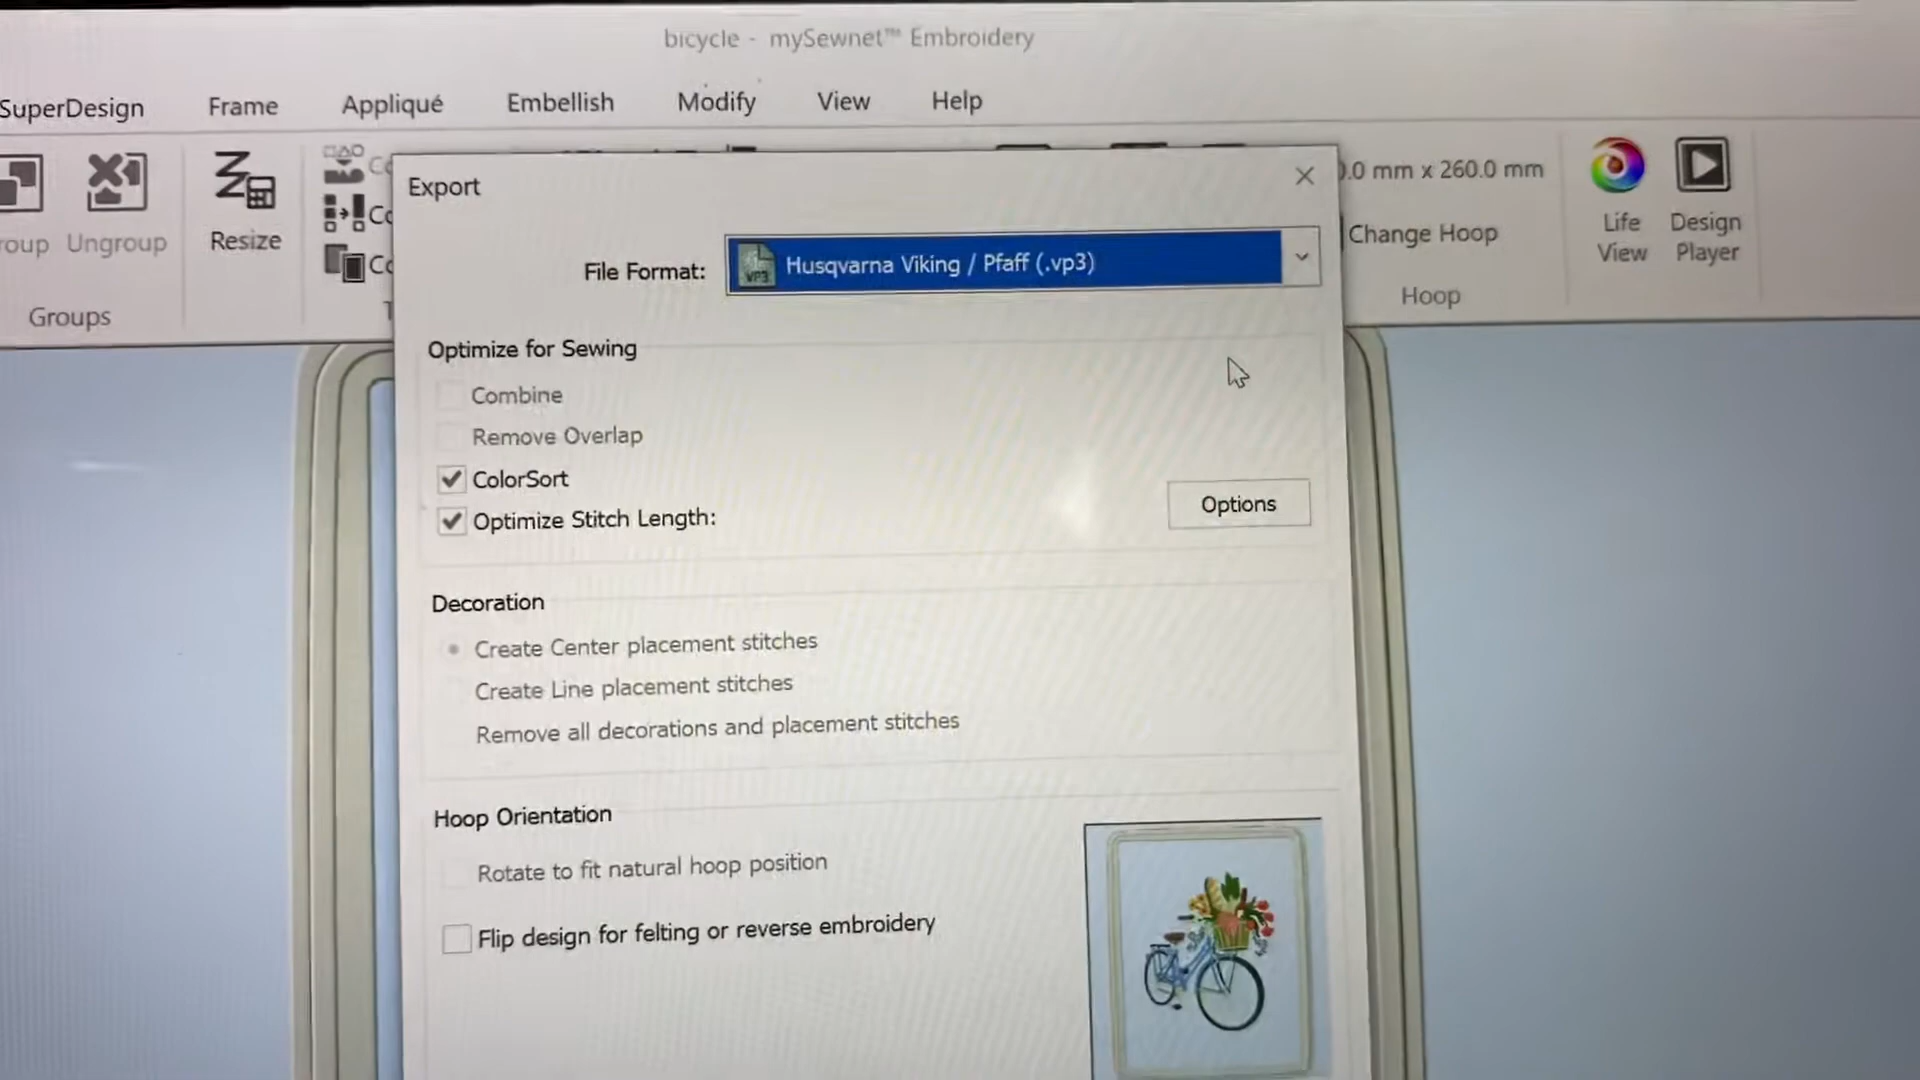 bicycle - mySewnet™ Embroidery
SuperDesign Frame Appliqué Embellish Modify View Help
Ungroup
Resize
Groups
Export
File Format: Husqvarna Viking / Pfaff (.vp3)
VP3
mm x 260.0 mm
Change Hoop
Hoop
Life View
Design Player
Optimize for Sewing
Combine
Remove Overlap
ColorSort
Optimize Stitch Length:
Options
Decoration
Create Center placement stitches
Create Line placement stitches
Remove all decorations and placement stitches
Hoop Orientation
Rotate to fit natural hoop position
Flip design for felting or reverse embroidery